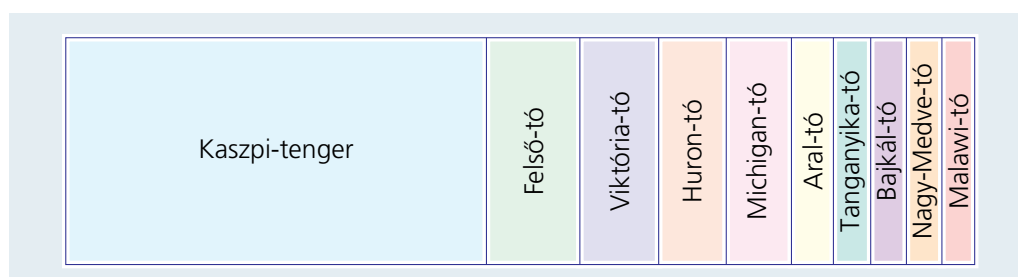 Kaszpi-tenger
Felső-tó
Viktória-tó
Huron-tó
Michigan-tó
Aral-tó
Tanganyika-tó
Bajkál-tó
Nagy-Medve-tó
Malawi-tó